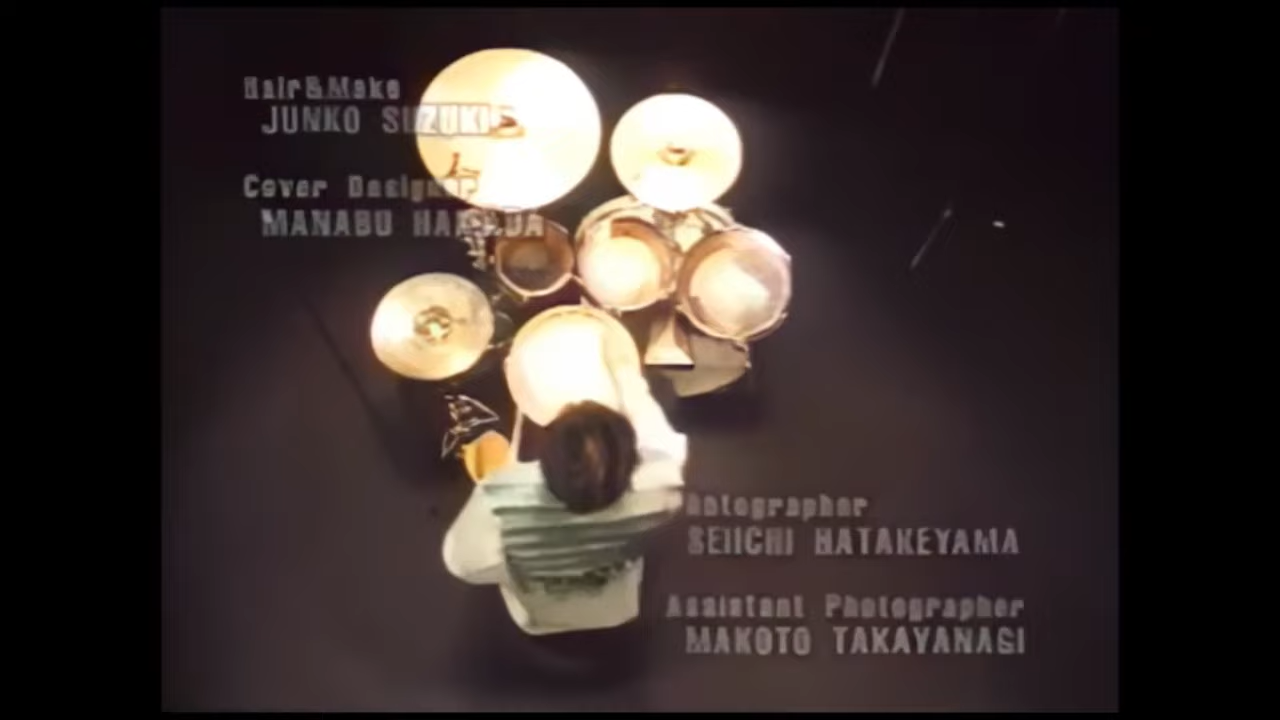 Hair&Make
JUNKO SUZUKI
Cover Designer
MANABU
Photographer
SEIICHI HATAKEYAMA
Assistant Photographer
MAKOTO TAKAYANAGI